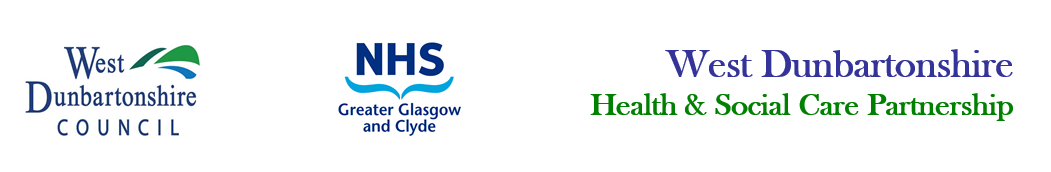 West
Dunbartonshire
COUNCIL
NHS
Greater Glasgow
and Clyde
West Dunbartonshire
Health & Social Care Partnership